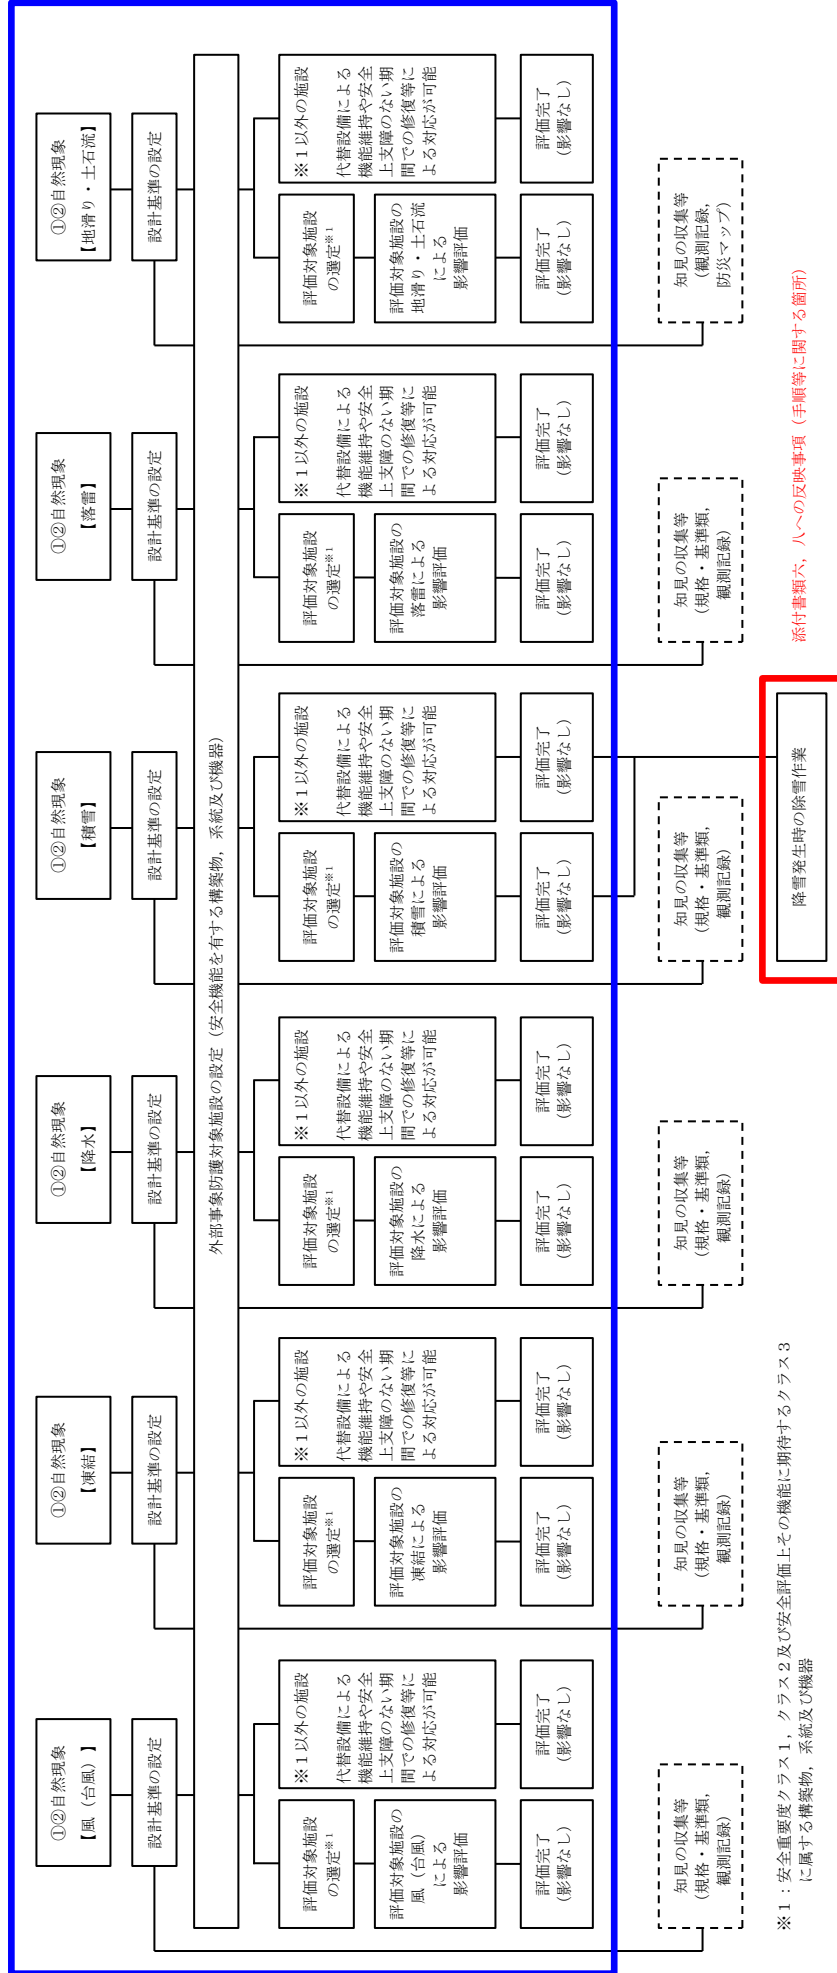 ①②自然現象
【風（台風）】
設計基準の設定
①②自然現象
【凍結】
設計基準の設定
①②自然現象
【降水】
設計基準の設定
①②自然現象
【積雪】
設計基準の設定
①②自然現象
【落雷】
設計基準の設定
①②自然現象
【地滑り・土石流】
設計基準の設定
外部事象防護対象施設の設定（安全機能を有する構築物，系統及び機器）
評価対象施設
の選定※1
評価対象施設の
風（台風）
による
影響評価
評価完了
（影響なし）
※１以外の施設
代替設備による
機能維持や安全
上支障のない期
間での修復等に
よる対応が可能
評価完了
（影響なし）
評価対象施設
の選定※1
評価対象施設の
凍結による
影響評価
評価完了
（影響なし）
※１以外の施設
代替設備による
機能維持や安全
上支障のない期
間での修復等に
よる対応が可能
評価完了
（影響なし）
評価対象施設
の選定※1
評価対象施設の
降水による
影響評価
評価完了
（影響なし）
※１以外の施設
代替設備による
機能維持や安全
上支障のない期
間での修復等に
よる対応が可能
評価完了
（影響なし）
評価対象施設
の選定※1
評価対象施設の
積雪による
影響評価
評価完了
（影響なし）
※１以外の施設
代替設備による
機能維持や安全
上支障のない期
間での修復等に
よる対応が可能
評価完了
（影響なし）
評価対象施設
の選定※1
評価対象施設の
落雷による
影響評価
評価完了
（影響なし）
※１以外の施設
代替設備による
機能維持や安全
上支障のない期
間での修復等に
よる対応が可能
評価完了
（影響なし）
評価対象施設
の選定※1
評価対象施設の
地滑り・土石流
による
影響評価
評価完了
（影響なし）
※１以外の施設
代替設備による
機能維持や安全
上支障のない期
間での修復等に
よる対応が可能
評価完了
（影響なし）
知見の収集等
（規格・基準類，
観測記録）
知見の収集等
（規格・基準類，
観測記録）
知見の収集等
（規格・基準類，
観測記録）
知見の収集等
（規格・基準類，
観測記録）
知見の収集等
（規格・基準類，
観測記録）
知見の収集等
（観測記録，
防災マップ）
降雪発生時の除雪作業
添付書類六，八への反映事項（手順等に関する箇所）
※１：安全重要度クラス１，クラス２及び安全評価上その機能に期待するクラス３
に属する構築物，系統及び機器